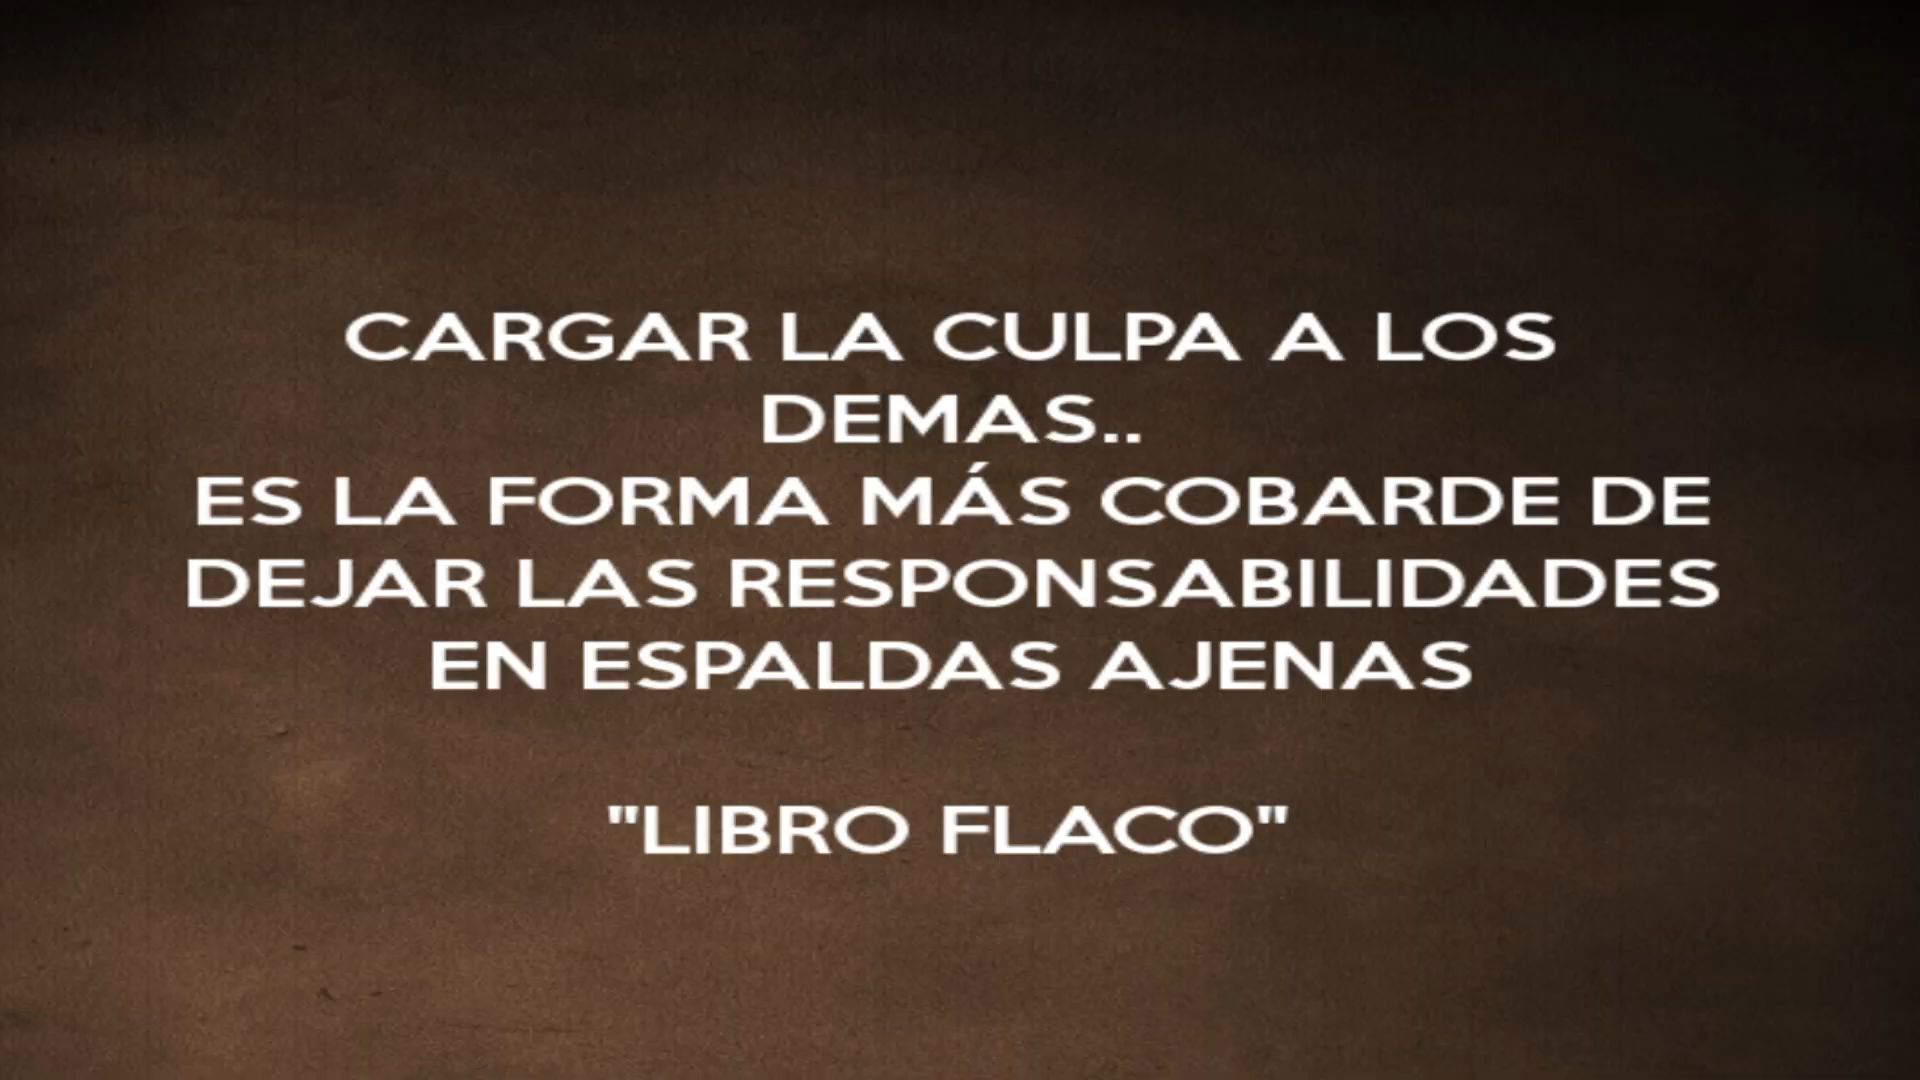 CARGAR LA CULPA A LOS
DEMAS..
ES LA FORMA MÁS COBARDE DE
DEJAR LAS RESPONSABILIDADES
EN ESPALDAS AJENAS
"LIBRO FLACO"